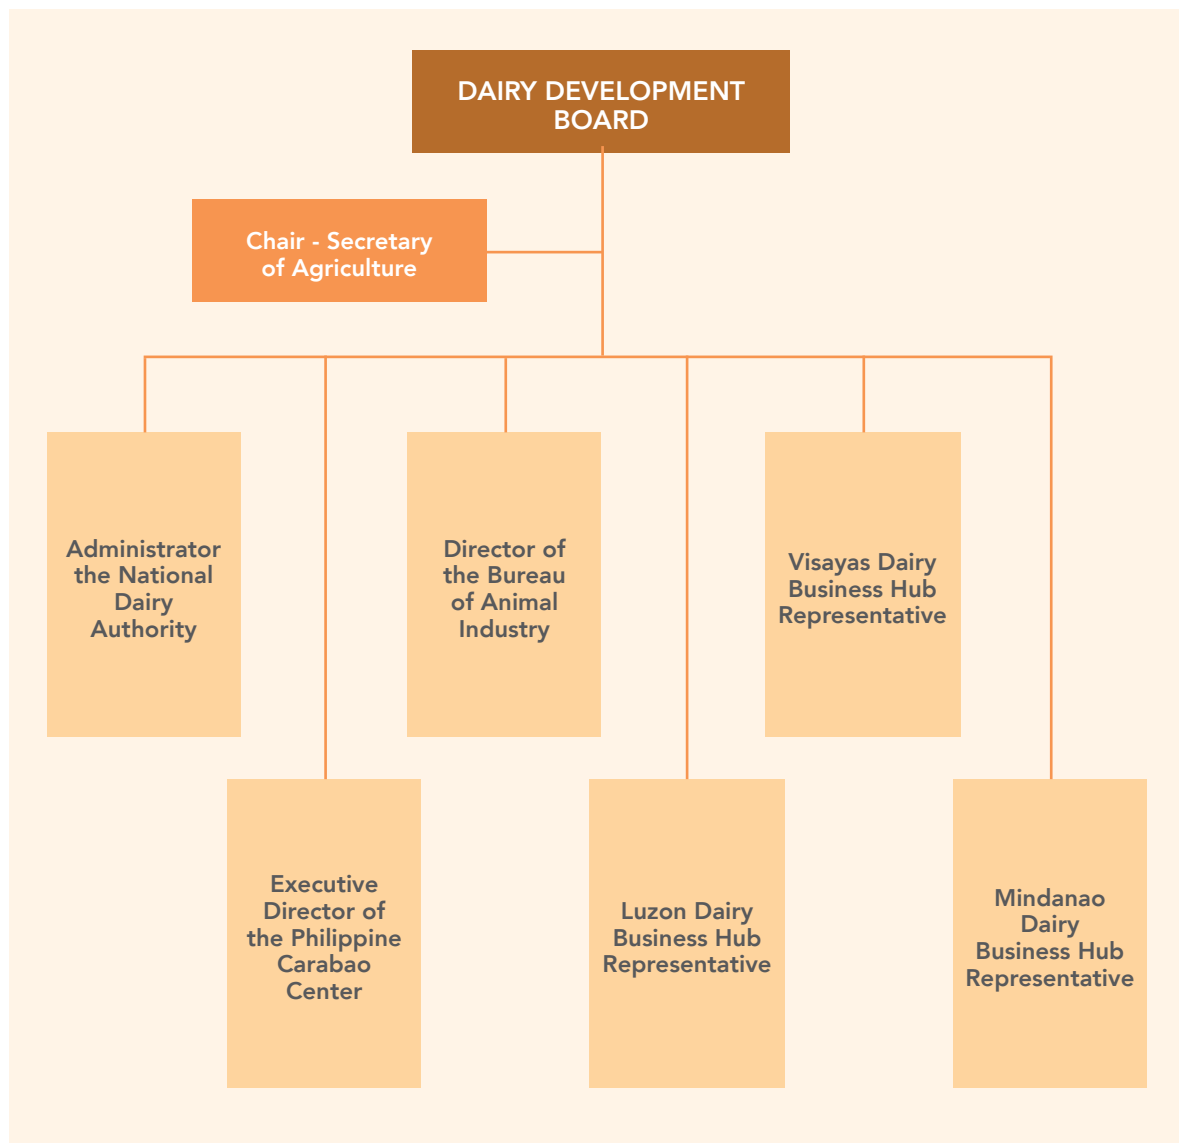 DAIRY DEVELOPMENT
BOARD
Chair - Secretary
of Agriculture
Administrator
the National
Dairy
Authority
Director of
the Bureau
of Animal
Industry
Visayas Dairy
Business Hub
Representative
Executive
Director of
the Philippine
Carabao
Center
Luzon Dairy
Business Hub
Representative
Mindanao
Dairy
Business Hub
Representative